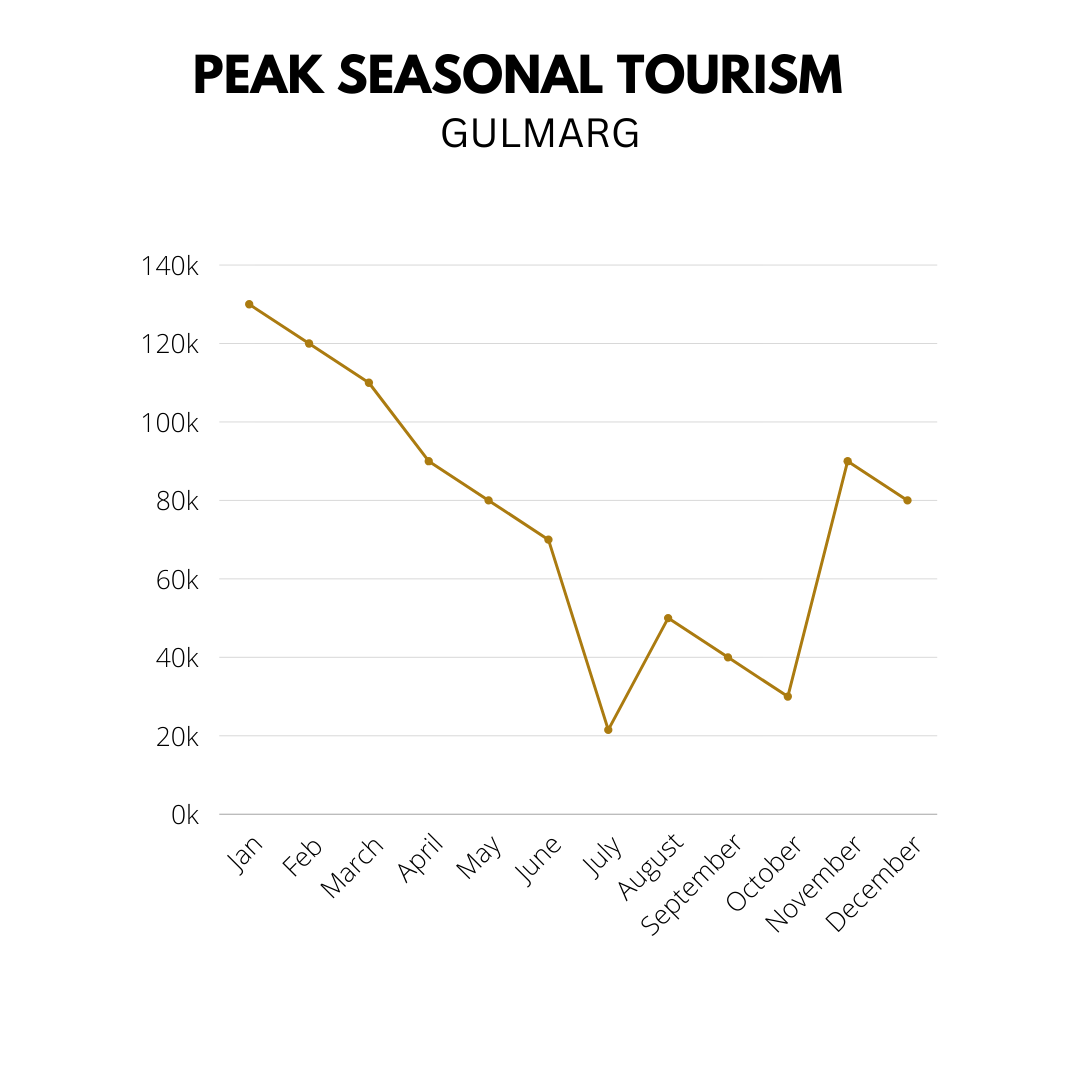 PEAK SEASONAL TOURISM
GULMARG
140k
120k
100k
80k
60k
40k
20k
0k
Jan
Feb
March
April
May
June
July
August
September
October
November
December